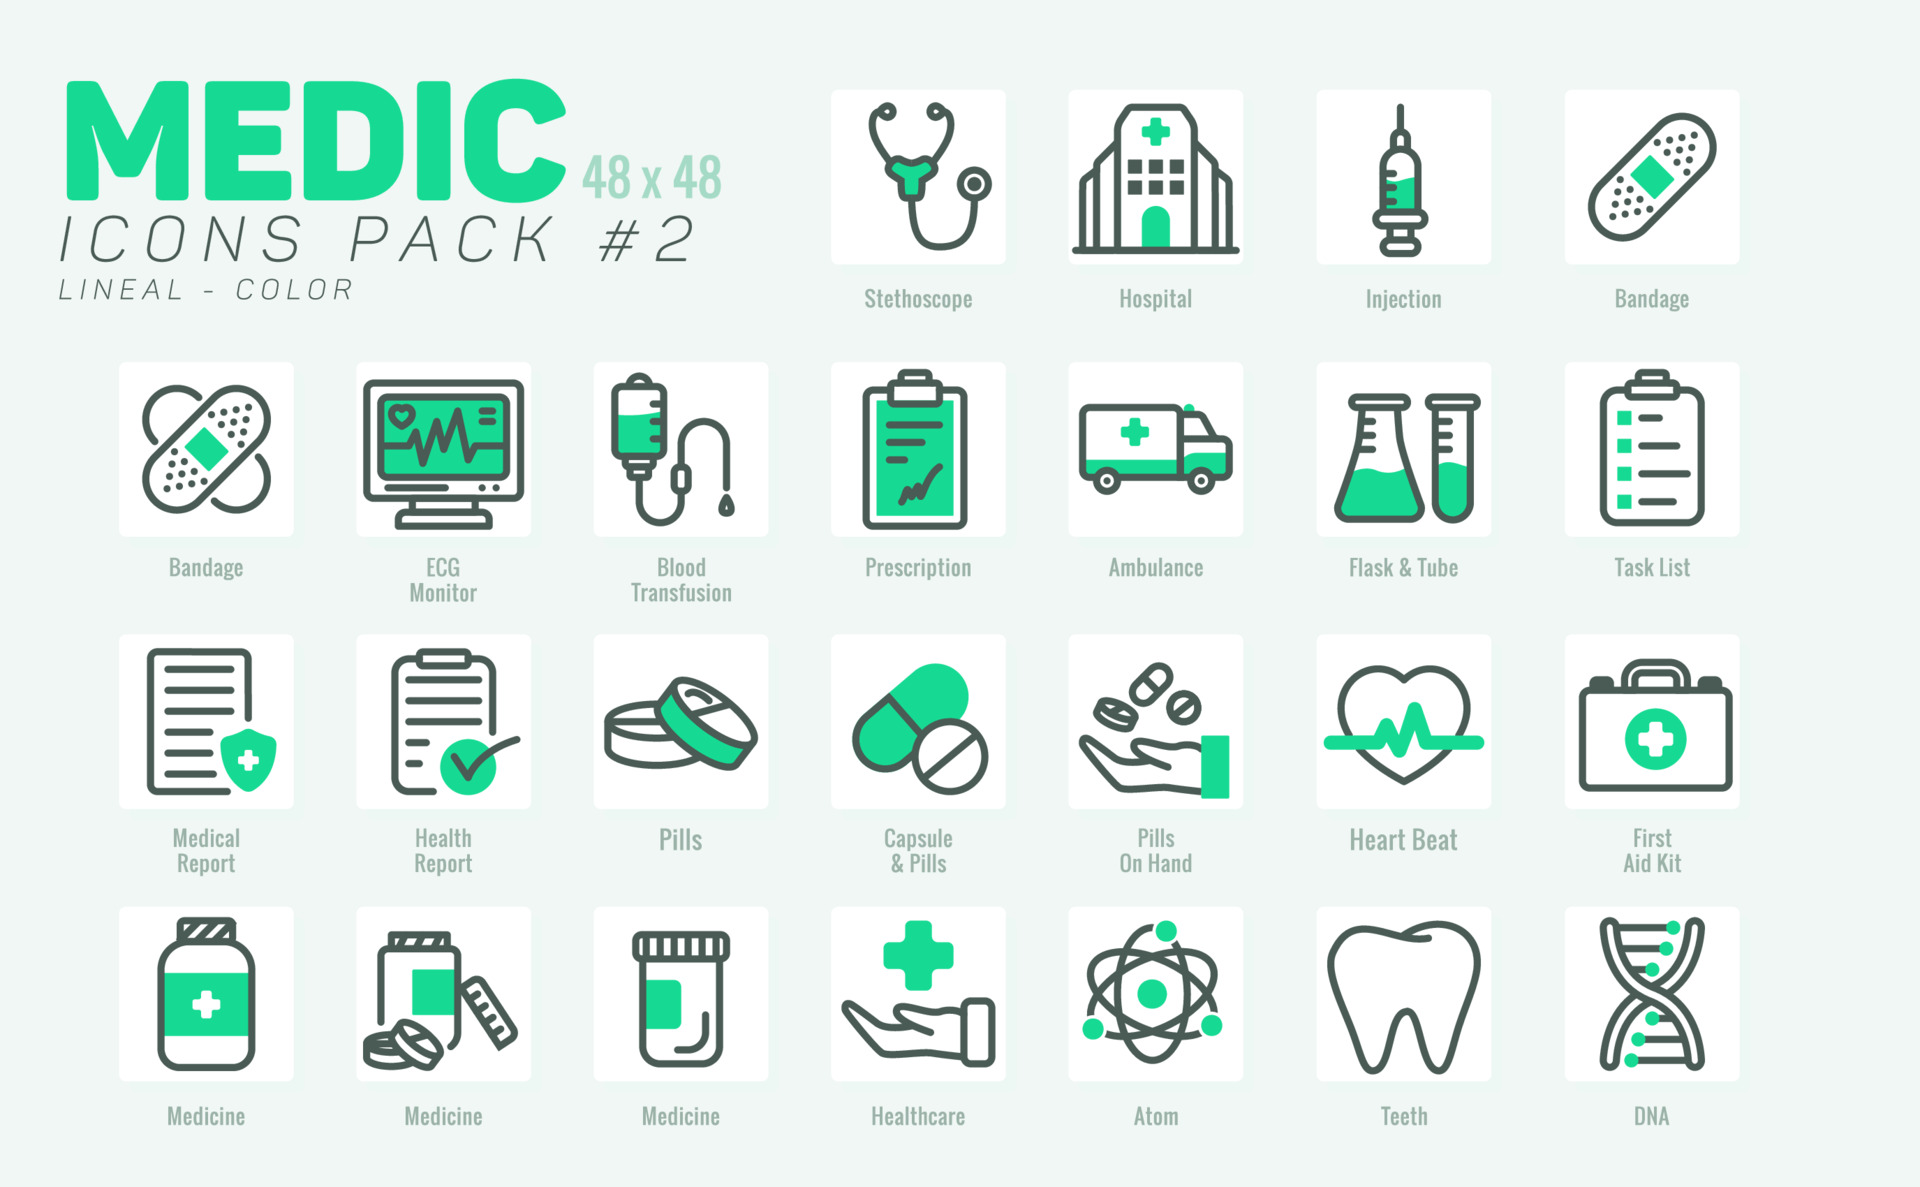 MEDIC 48 x 48
ICONS PACK #2
LINEAL - COLOR
Stethoscope
Hospital
Injection
Bandage
Bandage
ECG
Monitor
Blood
Transfusion
Prescription
Ambulance
Flask & Tube
Task List
Medical
Report
Health
Report
Pills
Capsule
& Pills
Pills
On Hand
Heart Beat
First
Aid Kit
Medicine
Medicine
Medicine
Healthcare
Atom
Teeth
DNA